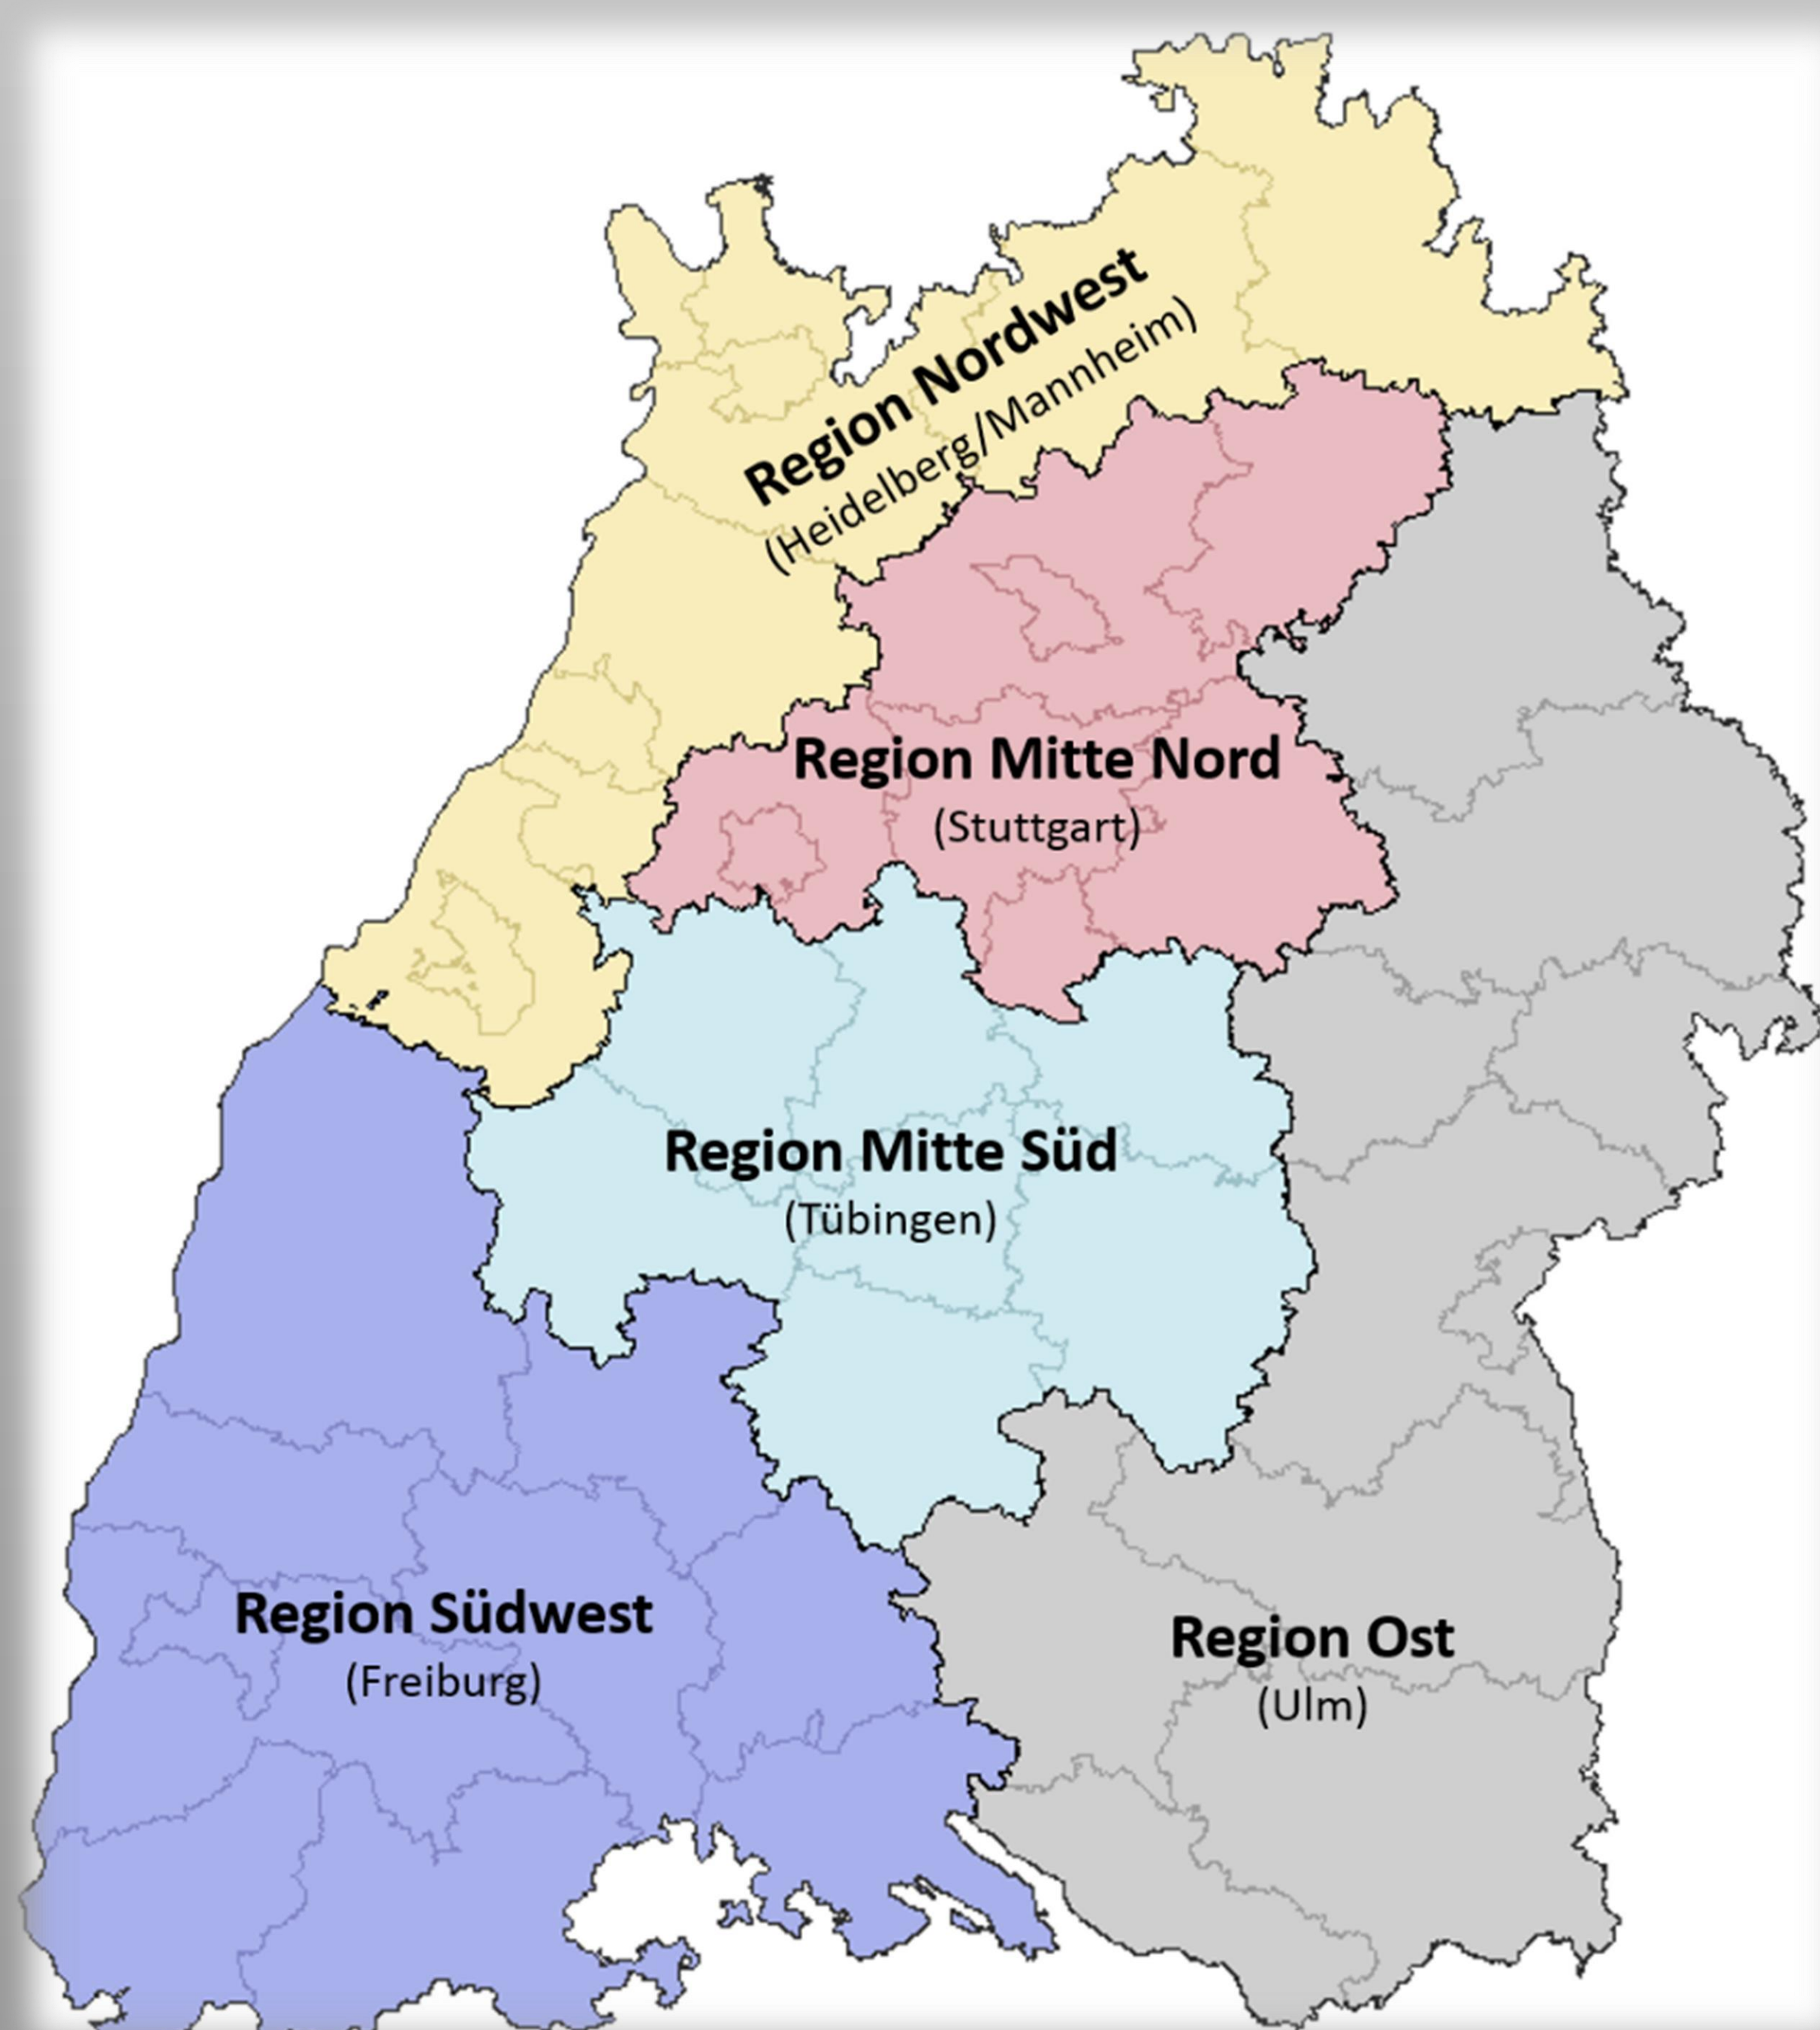 Region Nordwest
(Heidelberg/Mannheim)
Region Mitte Nord
(Stuttgart)
Region Mitte Süd
(Tübingen)
Region Südwest
(Freiburg)
Region Ost
(Ulm)